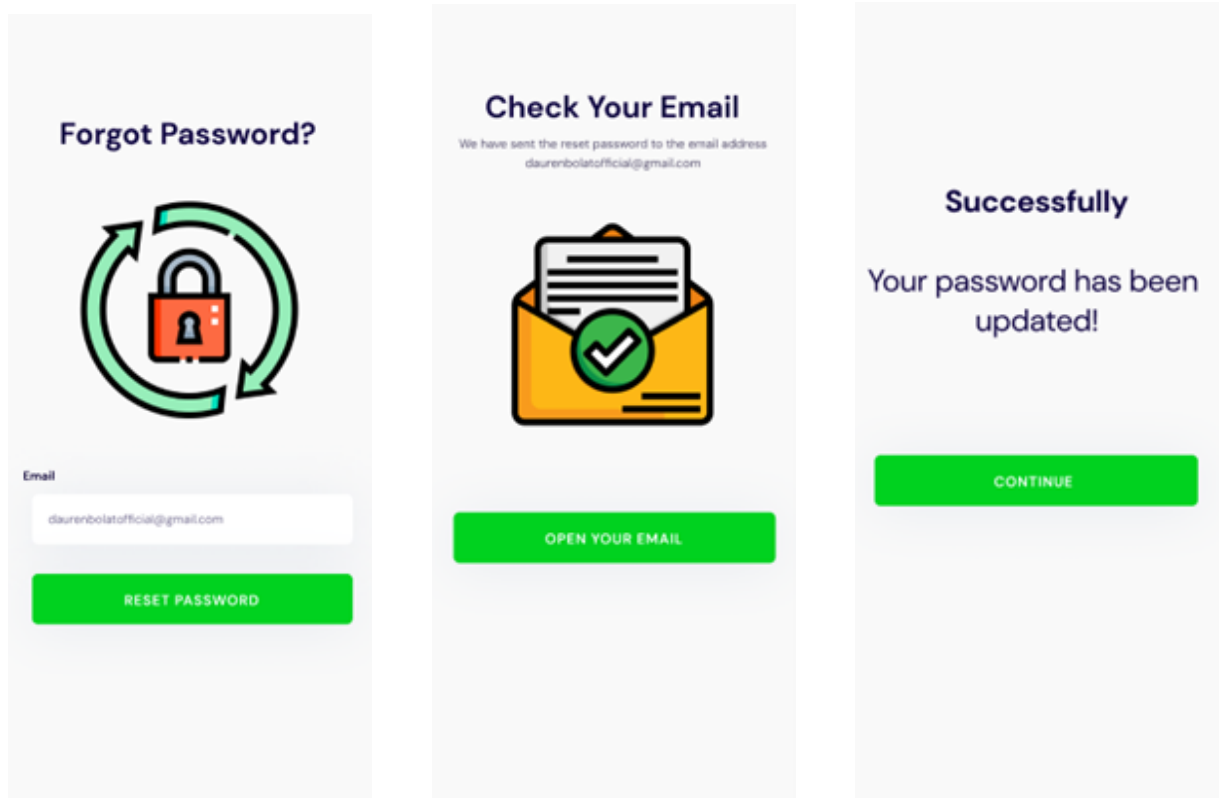 Forgot Password?
Email
daurenbolatofficial@gmail.com
RESET PASSWORD
Check Your Email
We have sent the reset password to the email address
daurenbolatofficial@gmail.com
OPEN YOUR EMAIL
Successfully
Your password has been
updated!
CONTINUE